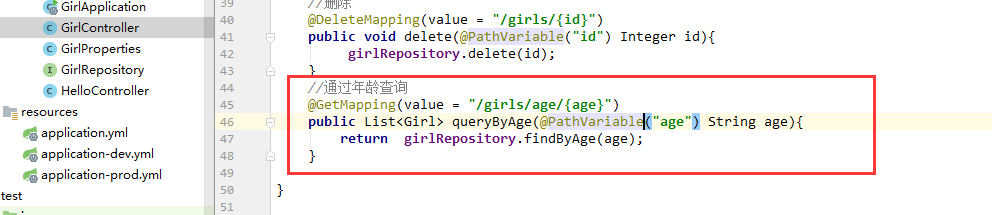 GirlApplication
GirlController
GirlProperties
GirlRepository
HelloController
resources
application.yml
application-dev.yml
application-prod.yml
test
39 //删除
40 @DeleteMapping(value = "/girls/{id}")
41 public void delete(@PathVariable("id") Integer id){
42 girlRepository.delete(id);
43 }
44 //通过年龄查询
45 @GetMapping(value = "/girls/age/{age}")
46 public List<Girl> queryByAge(@PathVariable("age") String age){
47 return girlRepository.findByAge(age);
48 }
49
50 }
51